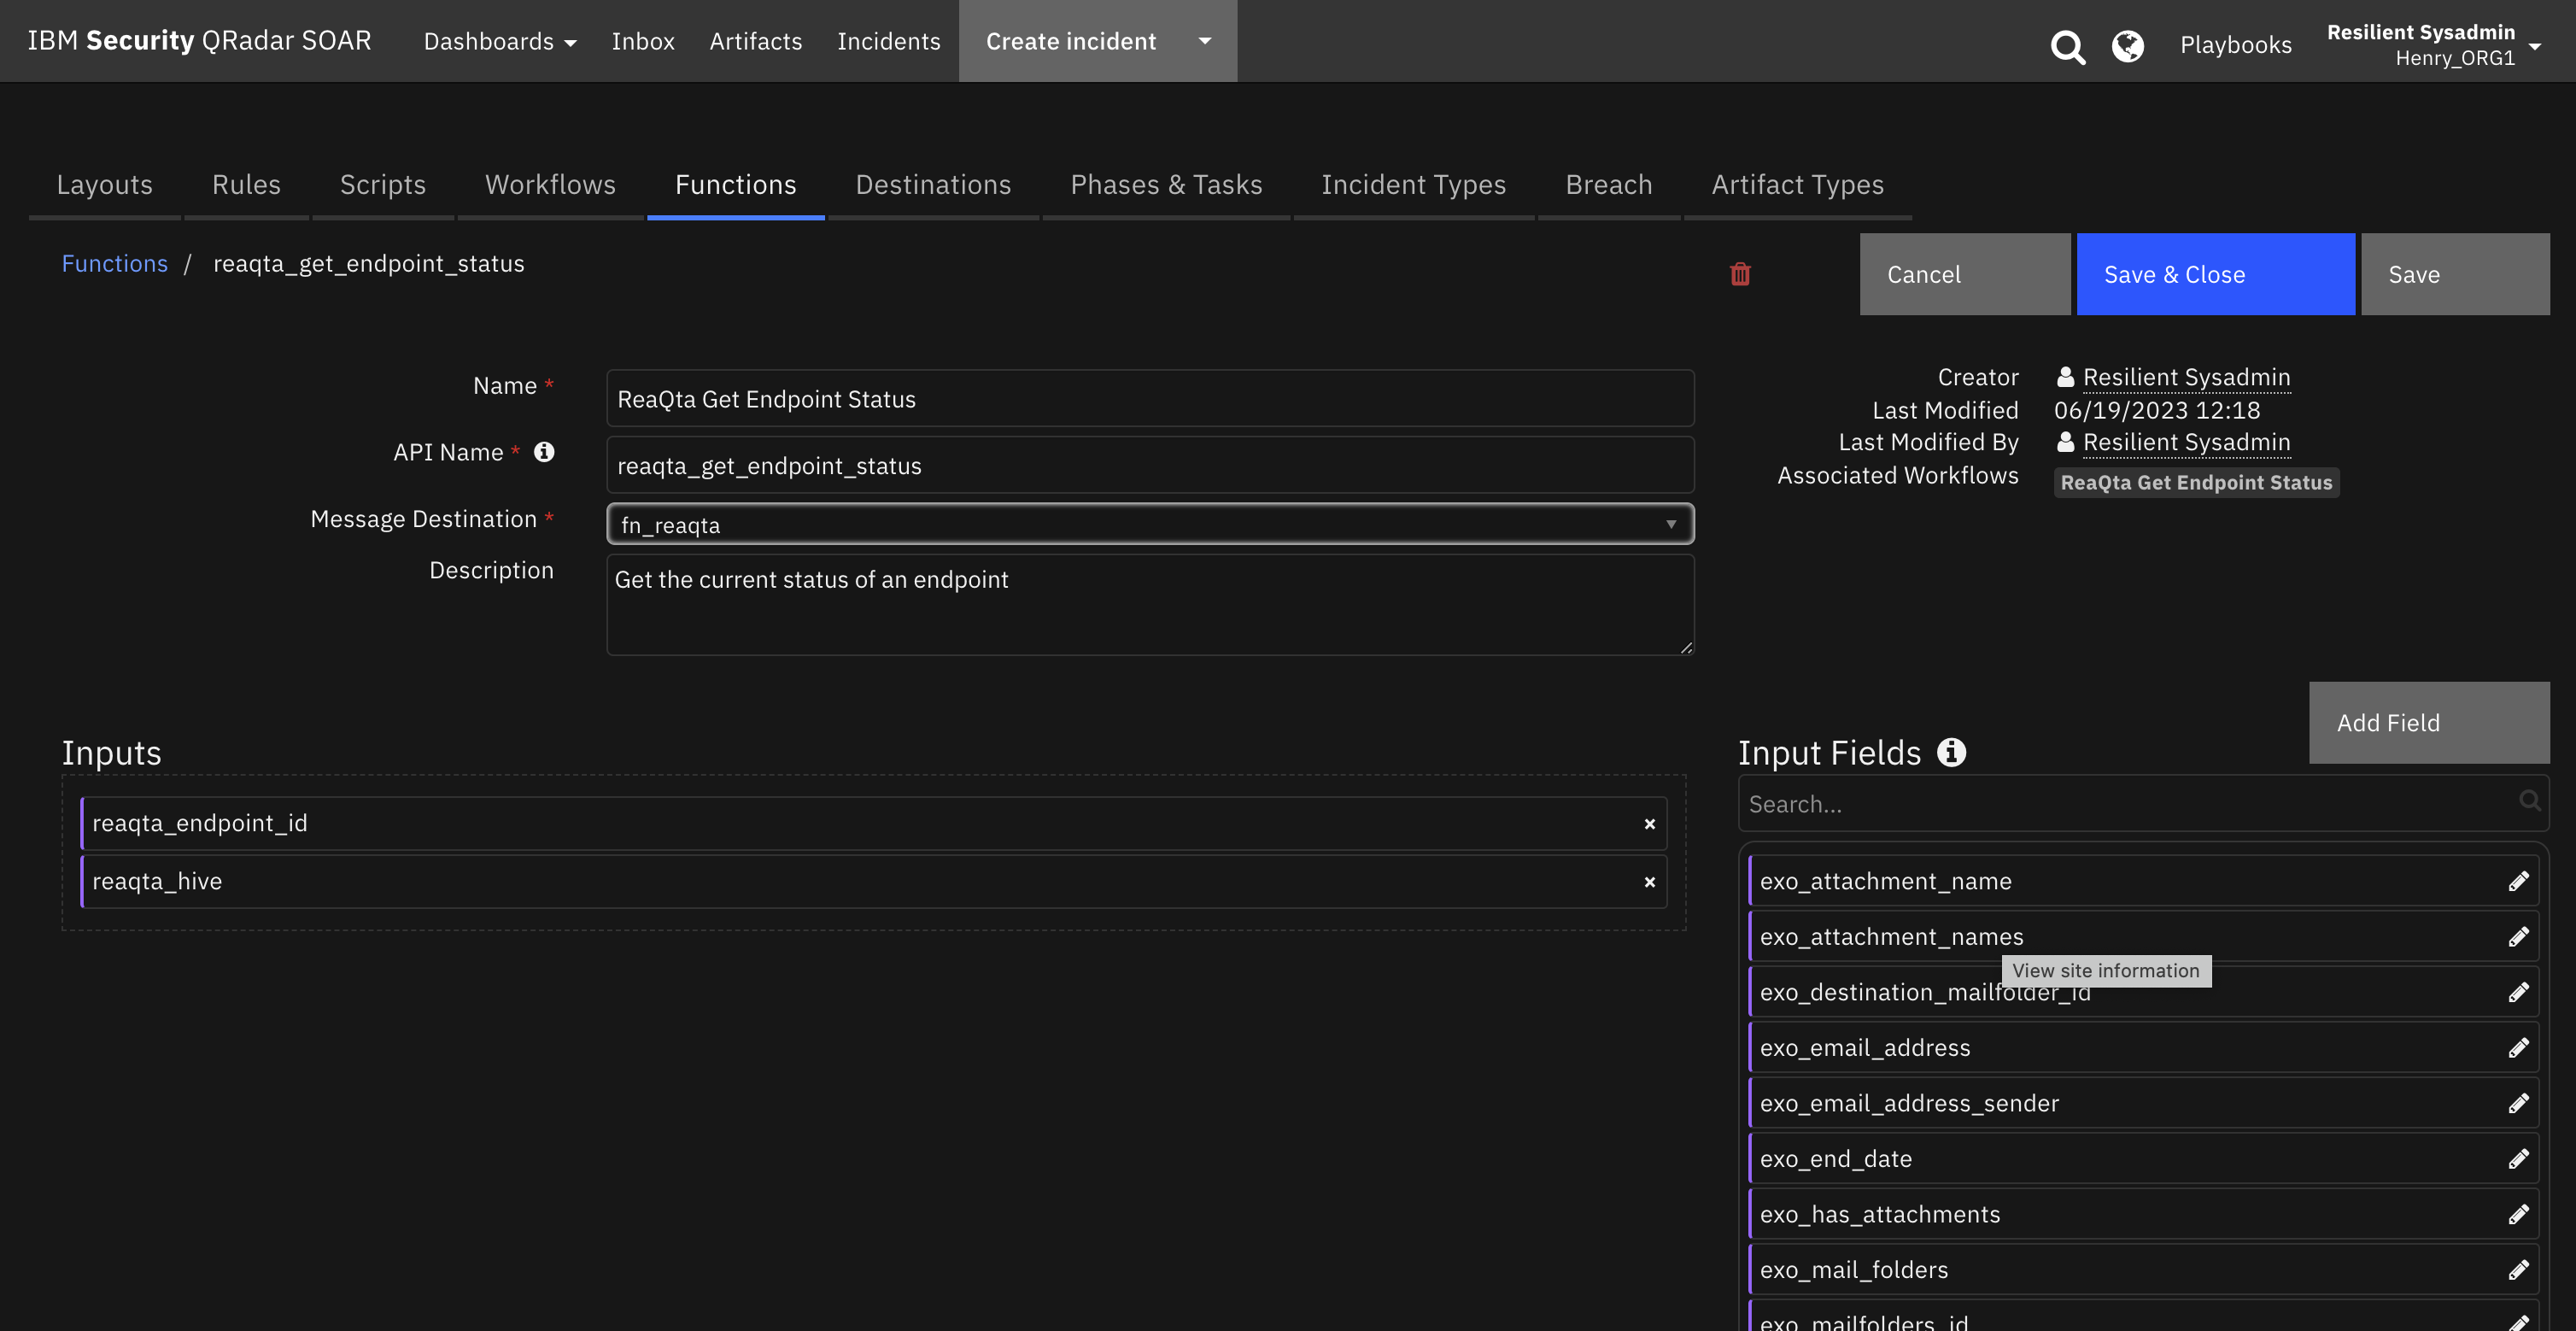 IBM Security QRadar SOAR Dashboards Inbox Artifacts Incidents Create incident Playbooks Resilient Sysadmin
Henry_ORG1
Layouts Rules Scripts Workflows Functions Destinations Phases & Tasks Incident Types Breach Artifact Types
Functions / reaqta_get_endpoint_status
Cancel Save & Close Save
Name * ReaQta Get Endpoint Status
API Name * reaqta_get_endpoint_status
Message Destination * fn_reaqta
Description Get the current status of an endpoint
Creator Resilient Sysadmin
Last Modified 06/19/2023 12:18
Last Modified By Resilient Sysadmin
Associated Workflows ReaQta Get Endpoint Status
Add Field
Inputs
reaqta_endpoint_id
reaqta_hive
Input Fields
Search...
exo_attachment_name
exo_attachment_names
View site information
exo_destination_mailfolder_id
exo_email_address
exo_email_address_sender
exo_end_date
exo_has_attachments
exo_mail_folders
exo_mailfolders_id